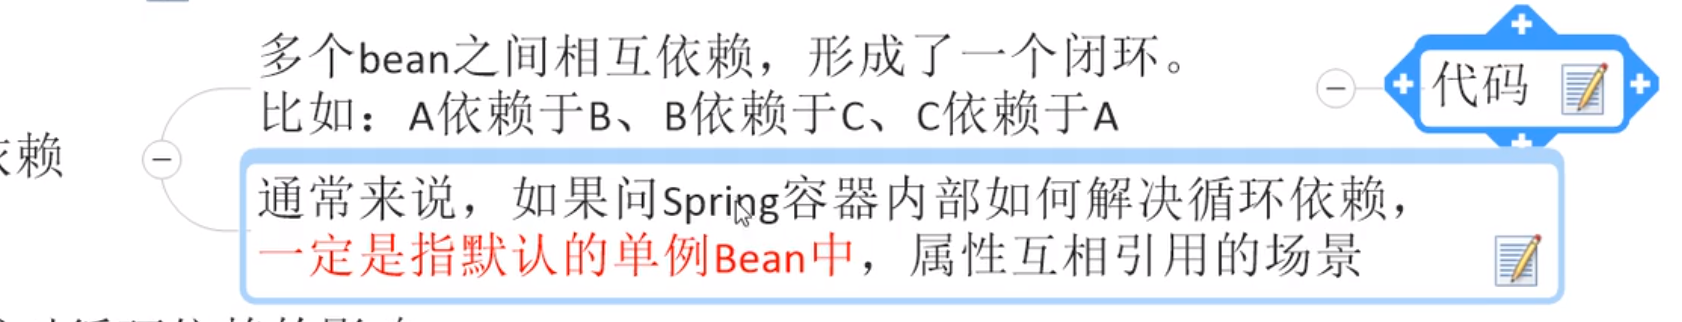 多个bean之间相互依赖，形成了一个闭环。
比如：A依赖于B、B依赖于C、C依赖于A
代码
依赖
通常来说，如果问Spring容器内部如何解决循环依赖，
一定是指默认的单例Bean中，属性互相引用的场景